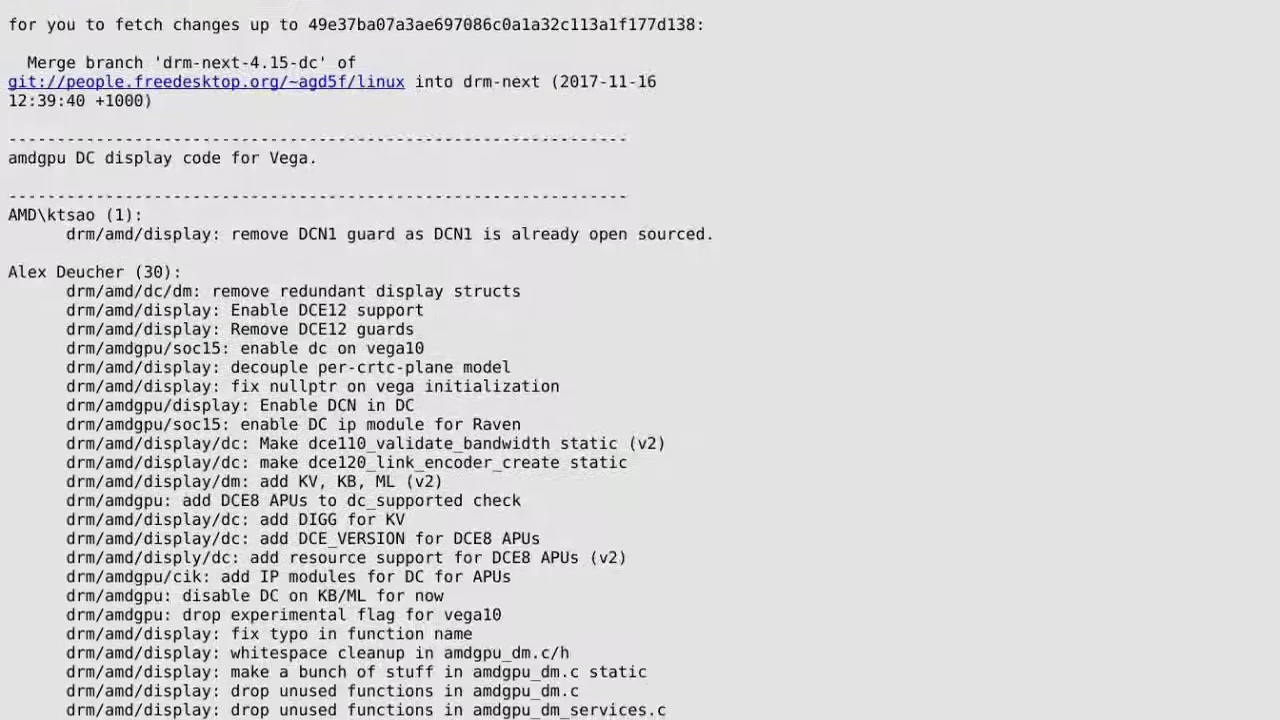 for you to fetch changes up to 49e37ba07a3ae697086c0a1a32c113a1f177d138:
Merge branch 'drm-next-4.15-dc' of
git://people.freedesktop.org/~agd5f/linux into drm-next (2017-11-16
12:39:40 +1000)
----------------------------------------------------------------
amdgpu DC display code for Vega.
----------------------------------------------------------------
AMD\ktsao (1):
drm/amd/display: remove DCN1 guard as DCN1 is already open sourced.
Alex Deucher (30):
drm/amd/dc/dm: remove redundant display structs
drm/amd/display: Enable DCE12 support
drm/amd/display: Remove DCE12 guards
drm/amdgpu/soc15: enable dc on vega10
drm/amd/display: decouple per-crtc-plane model
drm/amd/display: fix nullptr on vega initialization
drm/amdgpu/display: Enable DCN in DC
drm/amdgpu/soc15: enable DC ip module for Raven
drm/amd/display/dc: Make dce110_validate_bandwidth static (v2)
drm/amd/display/dc: make dce120_link_encoder_create static
drm/amd/display/dm: add KV, KB, ML (v2)
drm/amdgpu: add DCE8 APUs to dc_supported check
drm/amd/display/dc: add DIGG for KV
drm/amd/display/dc: add DCE_VERSION for DCE8 APUs
drm/amd/disply/dc: add resource support for DCE8 APUs (v2)
drm/amdgpu/cik: add IP modules for DC for APUs
drm/amdgpu: disable DC on KB/ML for now
drm/amdgpu: drop experimental flag for vega10
drm/amd/display: fix typo in function name
drm/amd/display: whitespace cleanup in amdgpu_dm.c/h
drm/amd/display: make a bunch of stuff in amdgpu_dm.c static
drm/amd/display: drop unused functions in amdgpu_dm.c
drm/amd/display: drop unused functions in amdgpu_dm_services.c